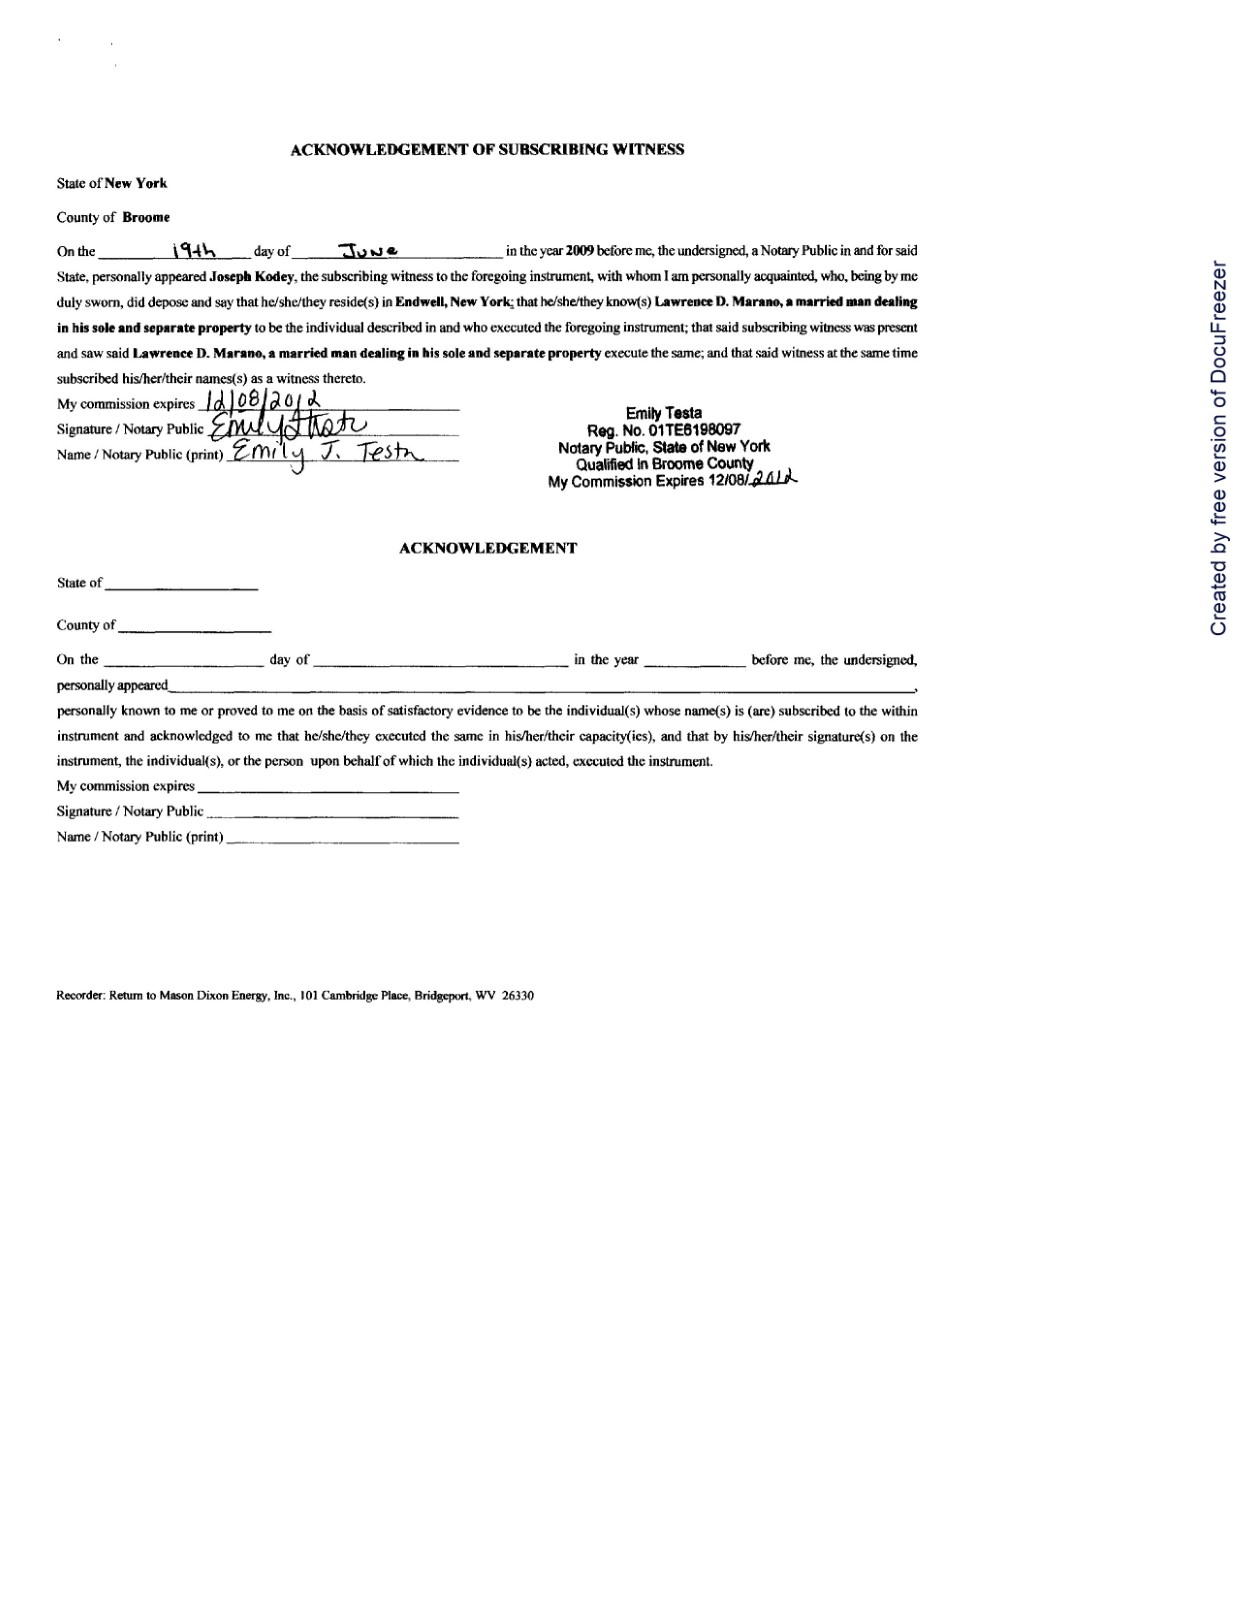 ACKNOWLEDGEMENT OF SUBSCRIBING WITNESS
State of New York
County of Broome
On the 19th day of June in the year 2009 before me, the undersigned, a Notary Public in and for said
State, personally appeared Joseph Kodey, the subscribing witness to the foregoing instrument, with whom I am personally acquainted, who, being by me
duly sworn, did depose and say that he/she/they reside(s) in Endwell, New York; that he/she/they know(s) Lawrence D. Marano, a married man dealing
in his sole and separate property to be the individual described in and who executed the foregoing instrument; that said subscribing witness was present
and saw said Lawrence D. Marano, a married man dealing in his sole and separate property execute the same; and that said witness at the same time
subscribed his/her/their names(s) as a witness thereto.
My commission expires 12/08/2012
Signature / Notary Public Emily J Testa
Name / Notary Public (print) Emily J. Testa
Emily Testa
Reg. No. 01TE6198097
Notary Public, State of New York
Qualified in Broome County
My Commission Expires 12/08/2012
ACKNOWLEDGEMENT
State of
County of
On the day of in the year before me, the undersigned,
personally appeared ,
personally known to me or proved to me on the basis of satisfactory evidence to be the individual(s) whose name(s) is (are) subscribed to the within
instrument and acknowledged to me that he/she/they executed the same in his/her/their capacity(ies), and that by his/her/their signature(s) on the
instrument, the individual(s), or the person upon behalf of which the individual(s) acted, executed the instrument.
My commission expires
Signature / Notary Public
Name / Notary Public (print)
Recorder: Return to Mason Dixon Energy, Inc., 101 Cambridge Place, Bridgeport, WV 26330
Created by free version of DocuFreezer